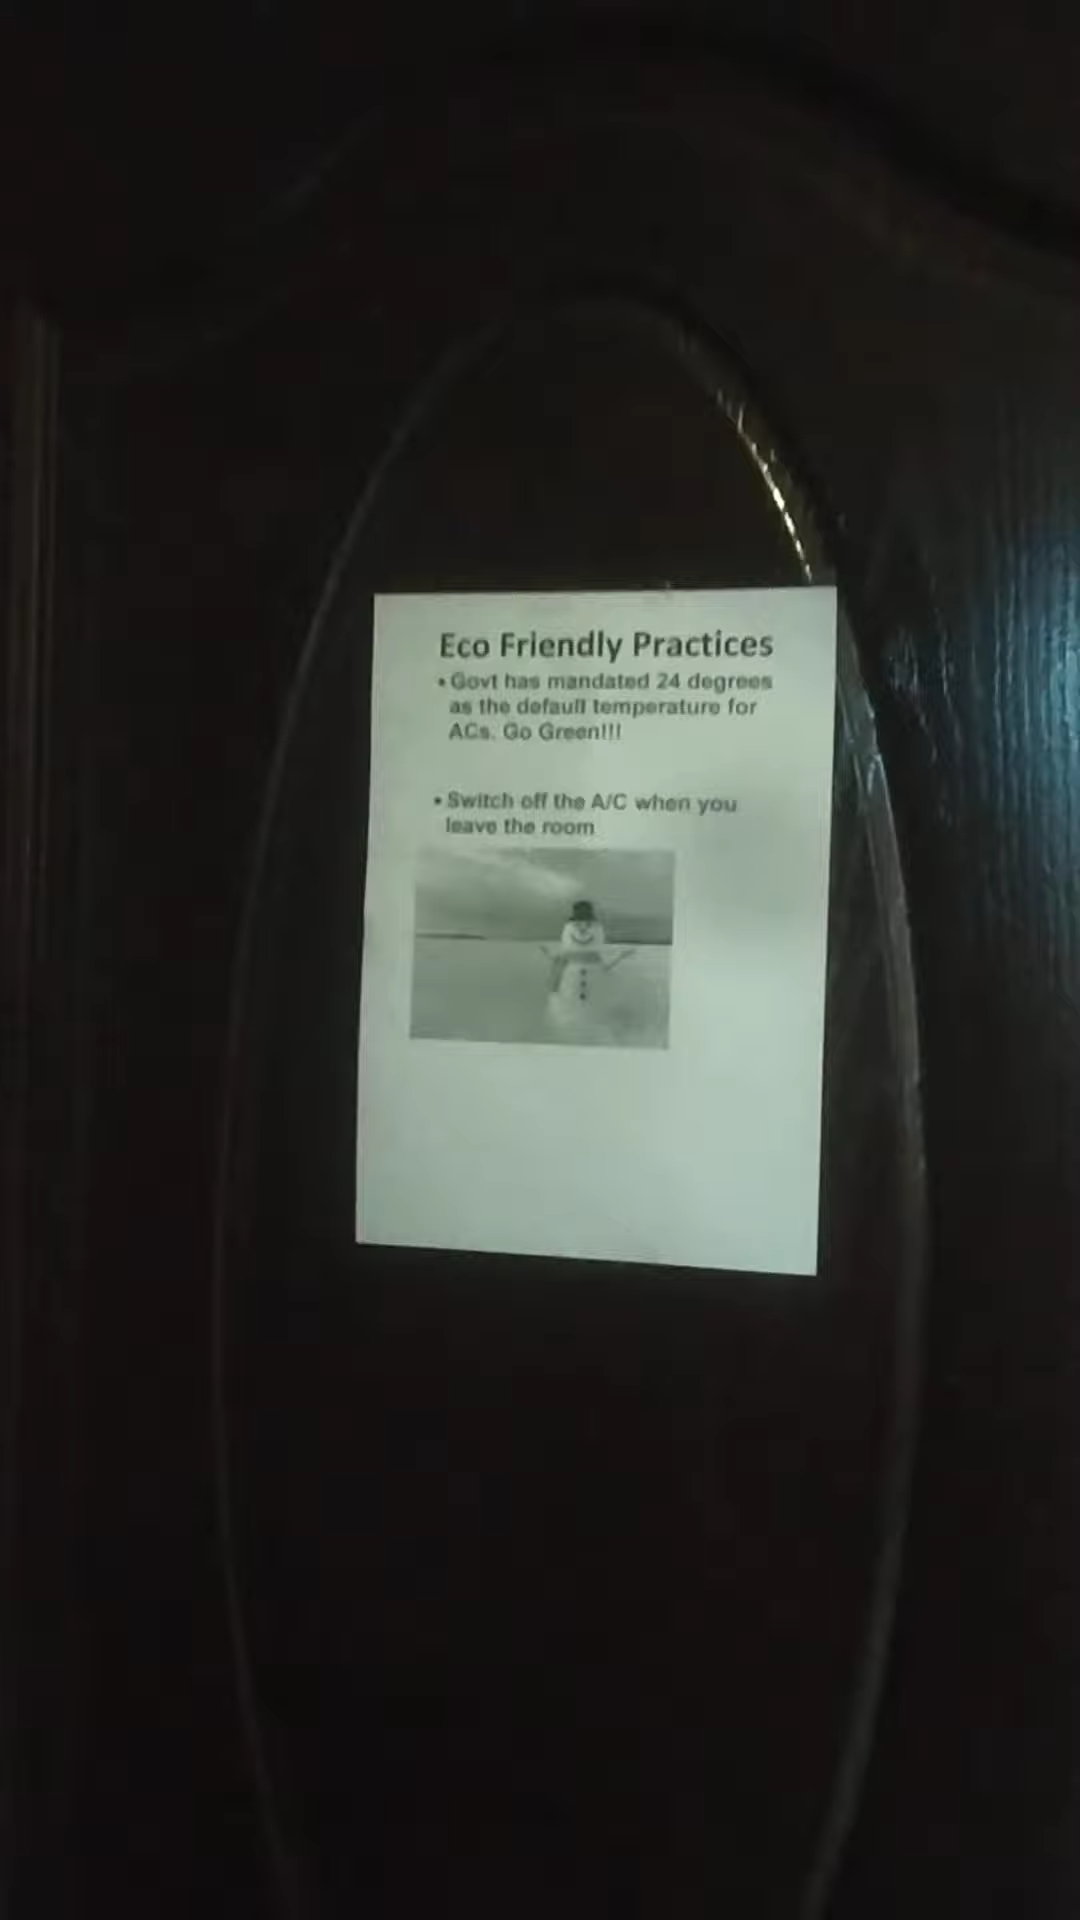 Eco Friendly Practices
• Govt has mandated 24 degrees
as the default temperature for
ACs. Go Green!!!
• Switch off the A/C when you
leave the room